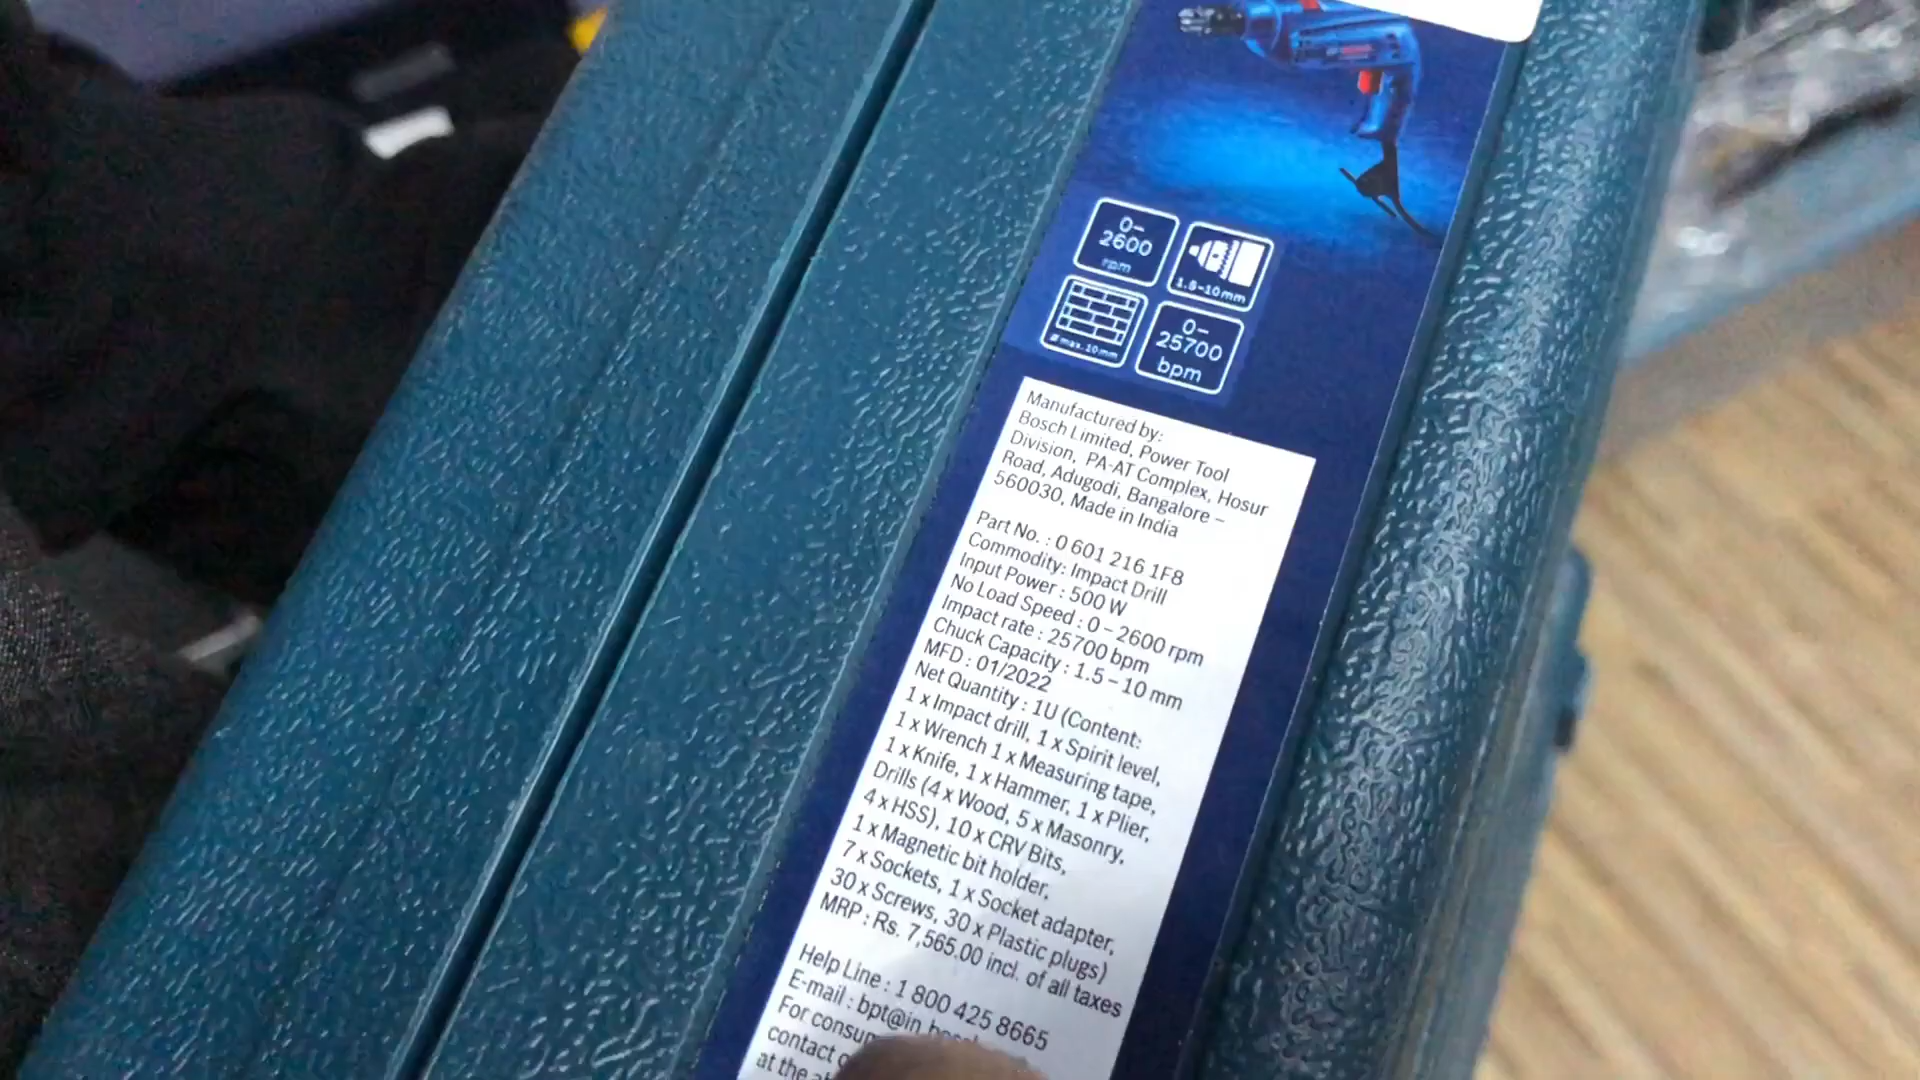 0–
2600
rpm
1.5–10 mm
Ø max. 10 mm
0–
25700
bpm
Manufactured by:
Bosch Limited, Power Tool
Division, PA-AT Complex, Hosur
Road, Adugodi, Bangalore –
560030, Made in India
Part No. : 0 601 216 1F8
Commodity: Impact Drill
Input Power : 500 W
No Load Speed : 0 – 2600 rpm
Impact rate : 25700 bpm
Chuck Capacity : 1.5 – 10 mm
MFD : 01/2022
Net Quantity : 1U (Content:
1 x Impact drill, 1 x Spirit level,
1 x Wrench 1 x Measuring tape,
1 x Knife, 1 x Hammer, 1 x Plier,
Drills (4 x Wood, 5 x Masonry,
4 x HSS), 10 x CRV Bits,
1 x Magnetic bit holder,
7 x Sockets, 1 x Socket adapter,
30 x Screws, 30 x Plastic plugs)
MRP : Rs. 7,565.00 incl. of all taxes
Help Line : 1 800 425 8665
E-mail : bpt@in.
For
contact
at the